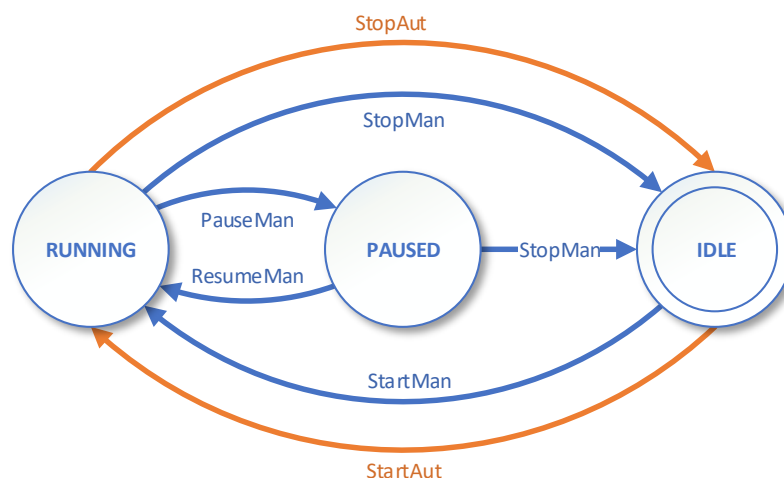 StopAut
StopMan
PauseMan
RUNNING
PAUSED
StopMan
IDLE
ResumeMan
StartMan
StartAut